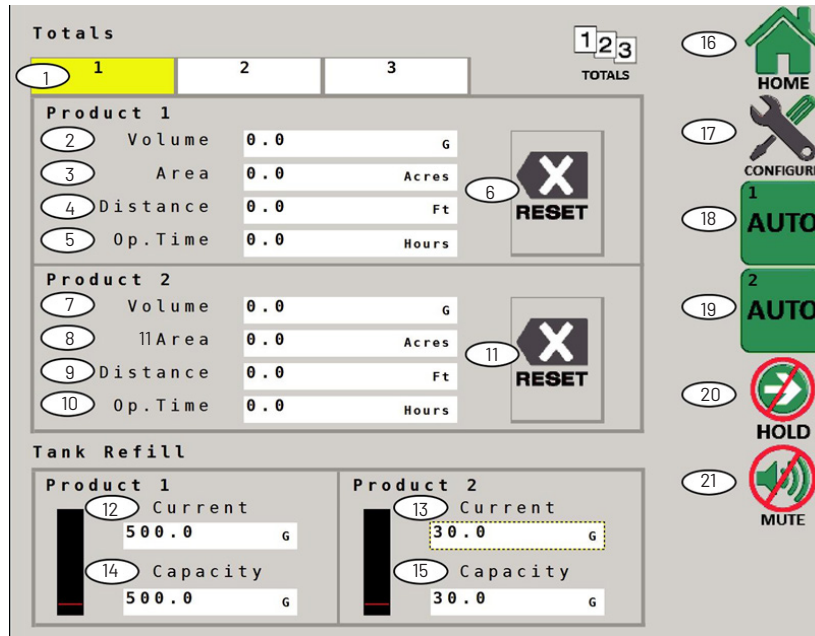 Totals
1 2 3
TOTALS
16
HOME
1 1 2 3
Product 1
2 Volume 0.0 G
3 Area 0.0 Acres
4 Distance 0.0 Ft
5 Op.Time 0.0 Hours
6
RESET
17
CONFIGURE
18
1
AUTO
Product 2
7 Volume 0.0 G
8 11 Area 0.0 Acres
9 Distance 0.0 Ft
10 Op.Time 0.0 Hours
11
RESET
19
2
AUTO
20
HOLD
Tank Refill
Product 1
12 Current
500.0 G
14 Capacity
500.0 G
Product 2
13 Current
30.0 G
15 Capacity
30.0 G
21
MUTE